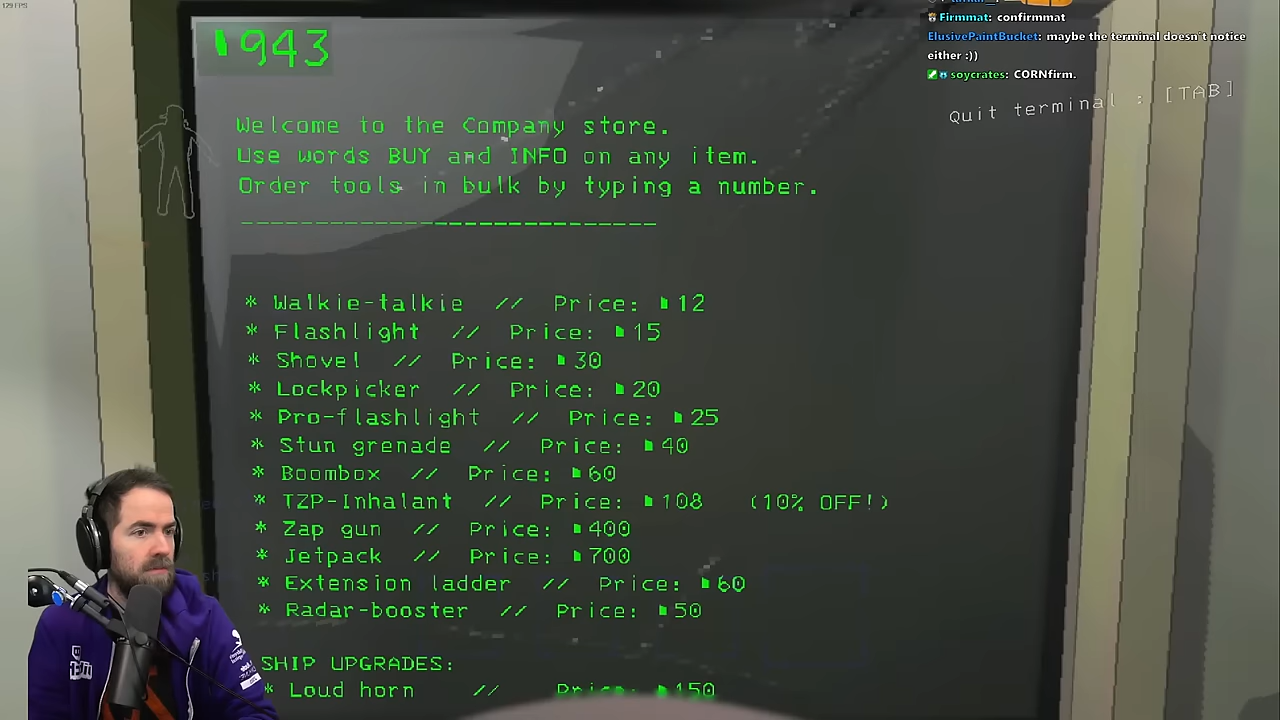 129 FPS
943
Firmmat: confirmmat
ElusivePaintBucket: maybe the terminal doesn't notice
either :))
soycrates: CORNfirm.
Quit terminal : [TAB]
Welcome to the Company store.
Use words BUY and INFO on any item.
Order tools in bulk by typing a number.
-----------------------------
* Walkie-talkie // Price: 12
* Flashlight // Price: 15
* Shovel // Price: 30
* Lockpicker // Price: 20
* Pro-flashlight // Price: 25
* Stun grenade // Price: 40
* Boombox // Price: 60
* TZP-Inhalant // Price: 108 (10% OFF!)
* Zap gun // Price: 400
* Jetpack // Price: 700
* Extension ladder // Price: 60
* Radar-booster // Price: 50
SHIP UPGRADES:
* Loud horn // Price: 150